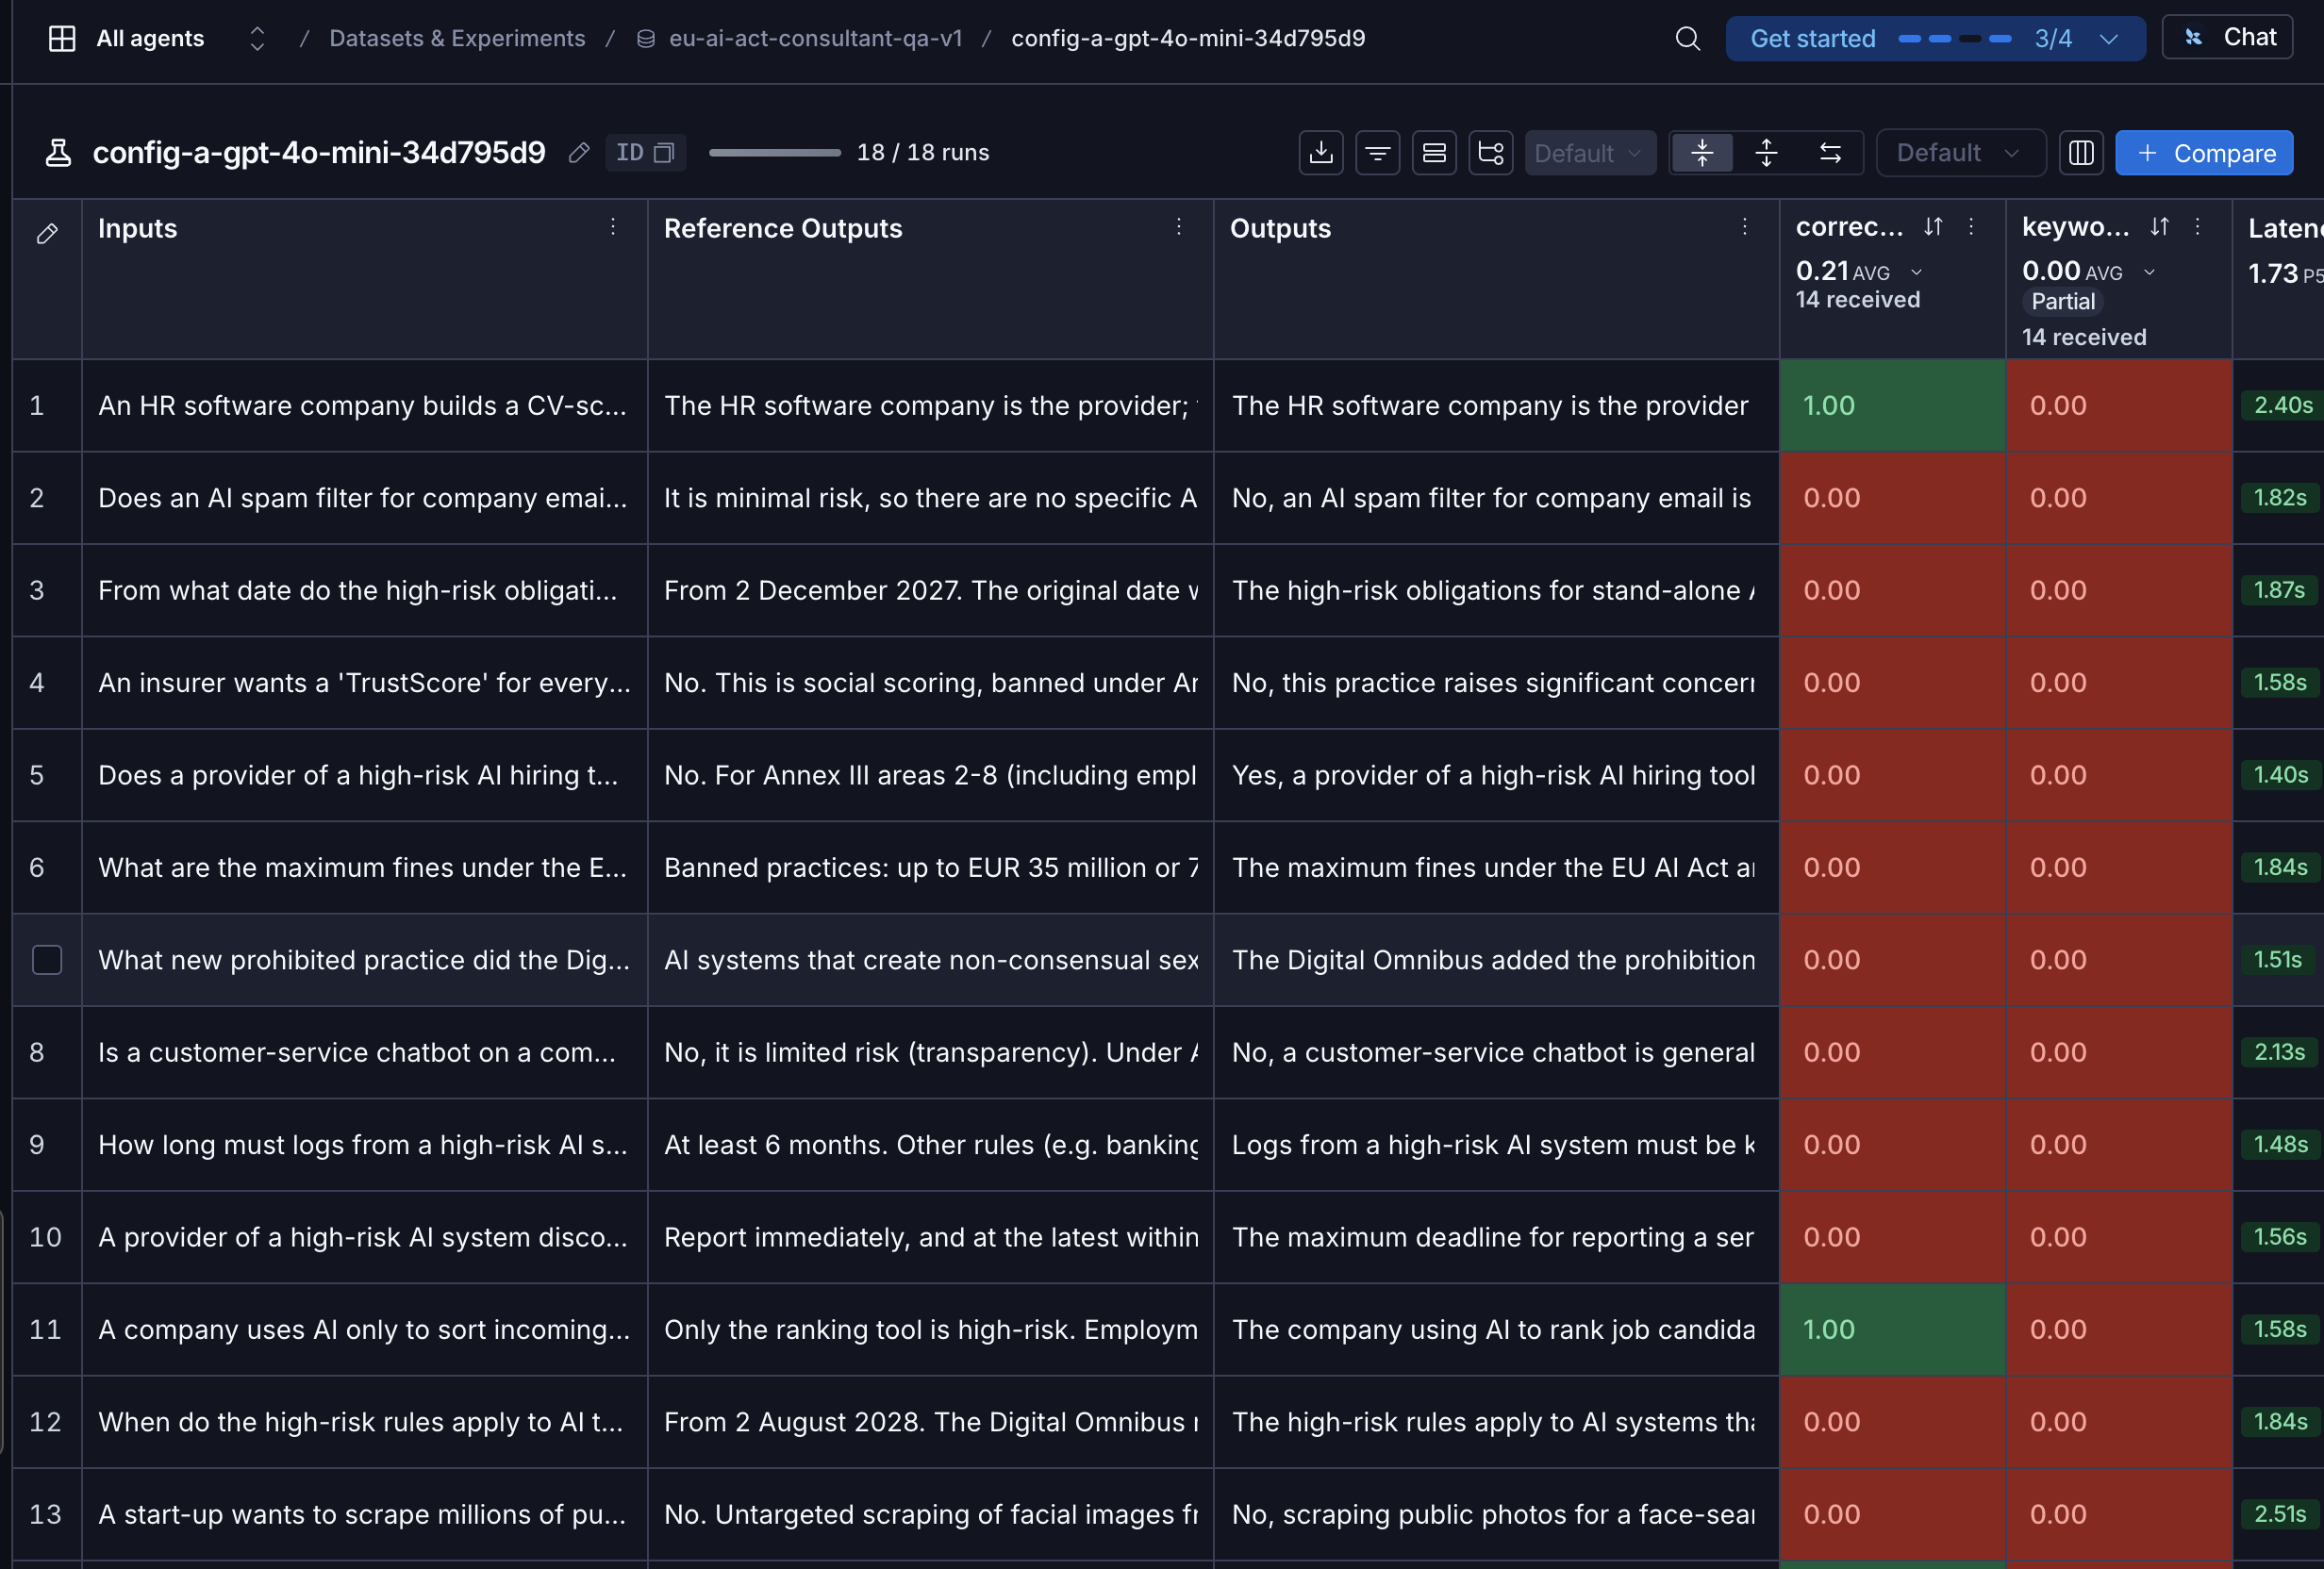 All agents / Datasets & Experiments / eu-ai-act-consultant-qa-v1 / config-a-gpt-4o-mini-34d795d9 Get started 3/4 Chat
config-a-gpt-4o-mini-34d795d9 ID 18 / 18 runs Default Default + Compare
Inputs Reference Outputs Outputs correc... keywo... Laten
0.21 AVG 0.00 AVG 1.73 P5
14 received Partial
14 received
1 An HR software company builds a CV-sc... The HR software company is the provider; The HR software company is the provider 1.00 0.00 2.40s
2 Does an AI spam filter for company emai... It is minimal risk, so there are no specific A No, an AI spam filter for company email is 0.00 0.00 1.82s
3 From what date do the high-risk obligati... From 2 December 2027. The original date w The high-risk obligations for stand-alone A 0.00 0.00 1.87s
4 An insurer wants a 'TrustScore' for every... No. This is social scoring, banned under Ar No, this practice raises significant concern 0.00 0.00 1.58s
5 Does a provider of a high-risk AI hiring t... No. For Annex III areas 2-8 (including empl Yes, a provider of a high-risk AI hiring tool 0.00 0.00 1.40s
6 What are the maximum fines under the E... Banned practices: up to EUR 35 million or 7 The maximum fines under the EU AI Act ar 0.00 0.00 1.84s
What new prohibited practice did the Dig... AI systems that create non-consensual sex The Digital Omnibus added the prohibition 0.00 0.00 1.51s
8 Is a customer-service chatbot on a com... No, it is limited risk (transparency). Under A No, a customer-service chatbot is general 0.00 0.00 2.13s
9 How long must logs from a high-risk AI s... At least 6 months. Other rules (e.g. banking Logs from a high-risk AI system must be k 0.00 0.00 1.48s
10 A provider of a high-risk AI system disco... Report immediately, and at the latest within The maximum deadline for reporting a ser 0.00 0.00 1.56s
11 A company uses AI only to sort incoming... Only the ranking tool is high-risk. Employm The company using AI to rank job candida 1.00 0.00 1.58s
12 When do the high-risk rules apply to AI t... From 2 August 2028. The Digital Omnibus r The high-risk rules apply to AI systems tha 0.00 0.00 1.84s
13 A start-up wants to scrape millions of pu... No. Untargeted scraping of facial images fr No, scraping public photos for a face-sear 0.00 0.00 2.51s